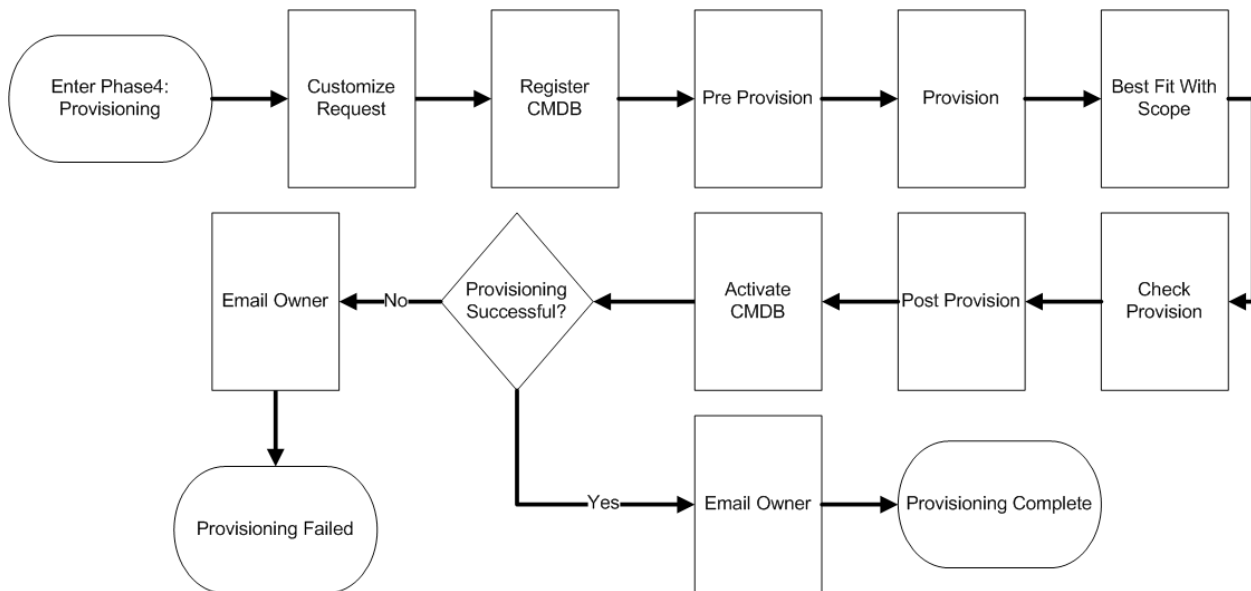 Enter Phase4:
Provisioning
Customize
Request
Register
CMDB
Pre Provision
Provision
Best Fit With
Scope
Email Owner
No
Provisioning
Successful?
Activate
CMDB
Post Provision
Check
Provision
Provisioning Failed
Yes
Email Owner
Provisioning Complete